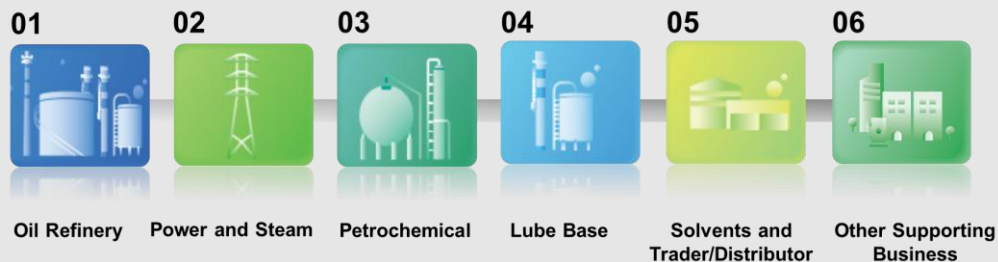 01
02
03
04
05
06
Oil Refinery
Power and Steam
Petrochemical
Lube Base
Solvents and
Trader/Distributor
Other Supporting
Business